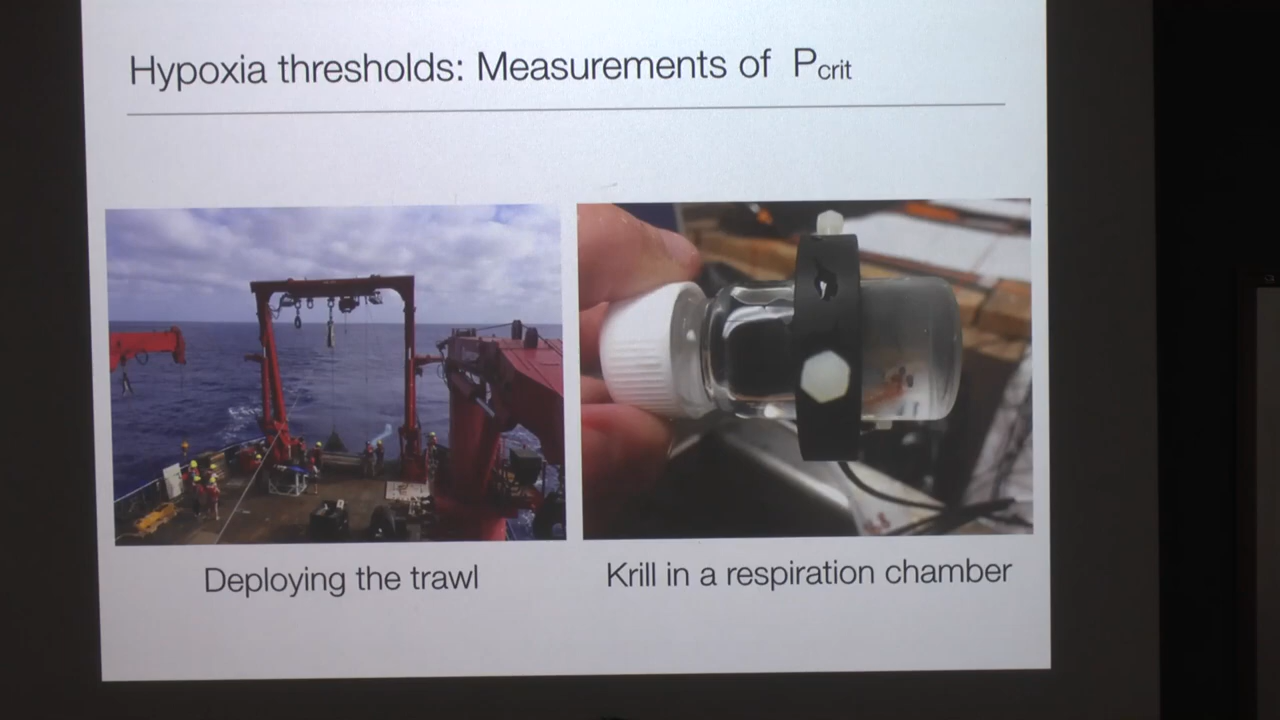 Hypoxia thresholds: Measurements of Pcrit
Deploying the trawl
Krill in a respiration chamber